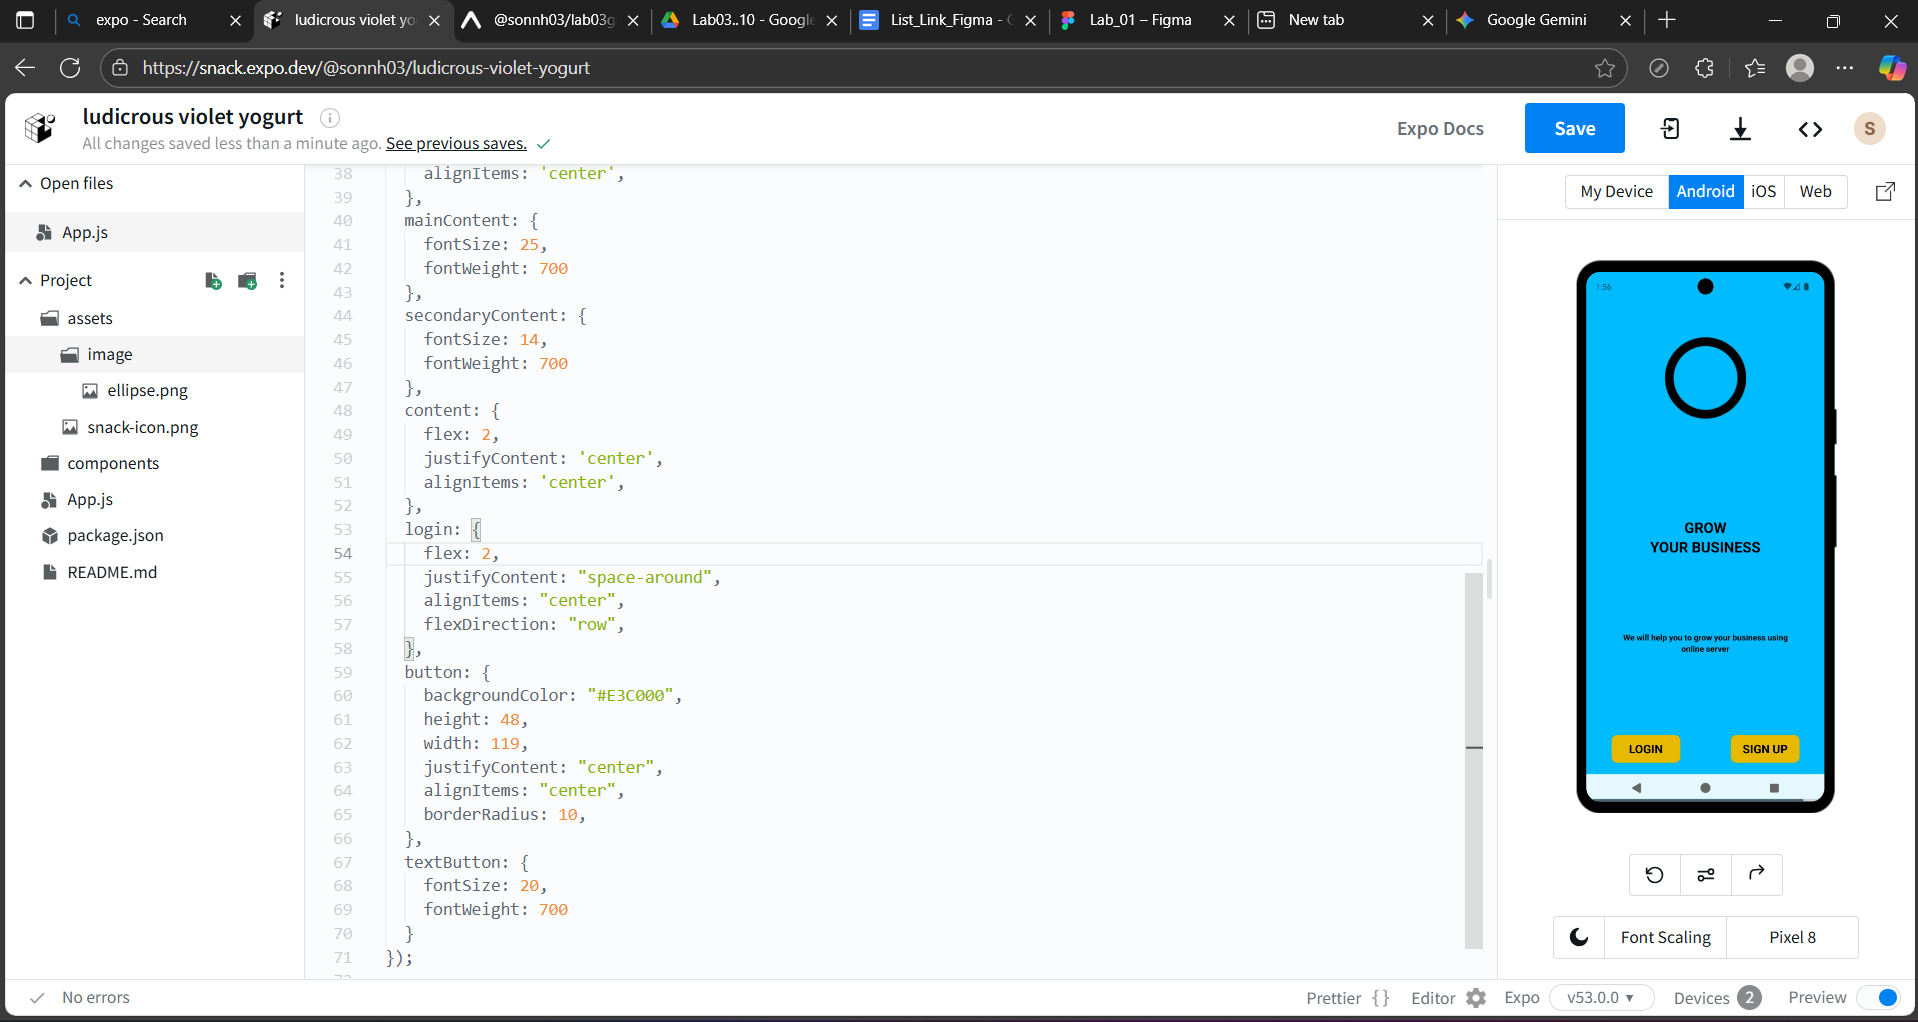 expo - Search
ludicrous violet yo
@sonnh03/lab03g
Lab03..10 - Google
List_Link_Figma - G
Lab_01 – Figma
New tab
Google Gemini
https://snack.expo.dev/@sonnh03/ludicrous-violet-yogurt
ludicrous violet yogurt
All changes saved less than a minute ago. See previous saves.
Expo Docs
Save
S
Open files
App.js
Project
assets
image
ellipse.png
snack-icon.png
components
App.js
package.json
README.md
38 alignItems: 'center',
39 },
40 mainContent: {
41 fontSize: 25,
42 fontWeight: 700
43 },
44 secondaryContent: {
45 fontSize: 14,
46 fontWeight: 700
47 },
48 content: {
49 flex: 2,
50 justifyContent: 'center',
51 alignItems: 'center',
52 },
53 login: {
54 flex: 2,
55 justifyContent: "space-around",
56 alignItems: "center",
57 flexDirection: "row",
58 },
59 button: {
60 backgroundColor: "#E3C000",
61 height: 48,
62 width: 119,
63 justifyContent: "center",
64 alignItems: "center",
65 borderRadius: 10,
66 },
67 textButton: {
68 fontSize: 20,
69 fontWeight: 700
70 }
71 });
My Device
Android
iOS
Web
1:56
GROW
YOUR BUSINESS
We will help you to grow your business using
online server
LOGIN
SIGN UP
Font Scaling
Pixel 8
No errors
Prettier { }
Editor
Expo
v53.0.0
Devices 2
Preview